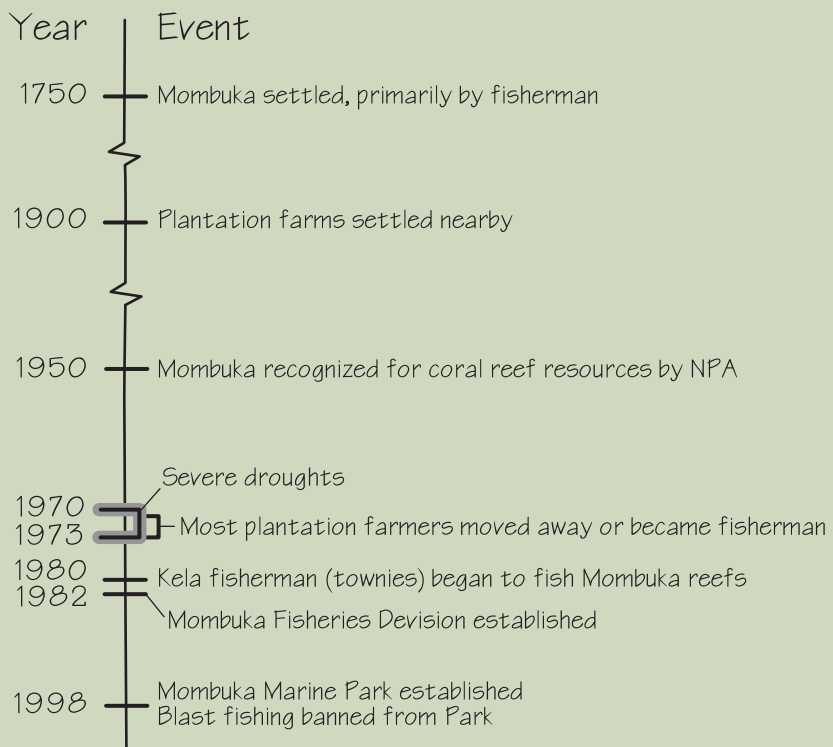 Year Event
1750 Mombuka settled, primarily by fisherman
1900 Plantation farms settled nearby
1950 Mombuka recognized for coral reef resources by NPA
Severe droughts
1970
1973 Most plantation farmers moved away or became fisherman
1980 Kela fisherman (townies) began to fish Mombuka reefs
1982 Mombuka Fisheries Devision established
1998 Mombuka Marine Park established
Blast fishing banned from Park